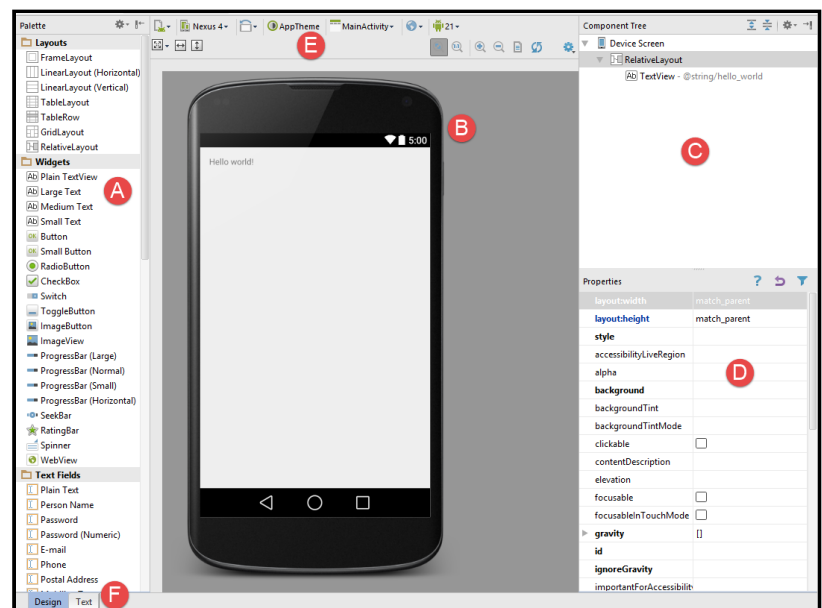 Palette
Layouts
FrameLayout
LinearLayout (Horizontal)
LinearLayout (Vertical)
TableLayout
TableRow
GridLayout
RelativeLayout
Widgets
Plain TextView
Large Text
Medium Text
Small Text
Button
Small Button
RadioButton
CheckBox
Switch
ToggleButton
ImageButton
ImageView
ProgressBar (Large)
ProgressBar (Normal)
ProgressBar (Small)
ProgressBar (Horizontal)
SeekBar
RatingBar
Spinner
WebView
Text Fields
Plain Text
Person Name
Password
Password (Numeric)
E-mail
Phone
Postal Address
A
Design Text
F
Nexus 4 AppTheme MainActivity 21
E
5:00
Hello world!
B
Component Tree
Device Screen
RelativeLayout
Ab TextView - @string/hello_world
C
Properties
layout:width match_parent
layout:height match_parent
style
accessibilityLiveRegion
alpha
background
backgroundTint
backgroundTintMode
clickable
contentDescription
elevation
focusable
focusableInTouchMode
gravity []
id
ignoreGravity
importantForAccessibility
D